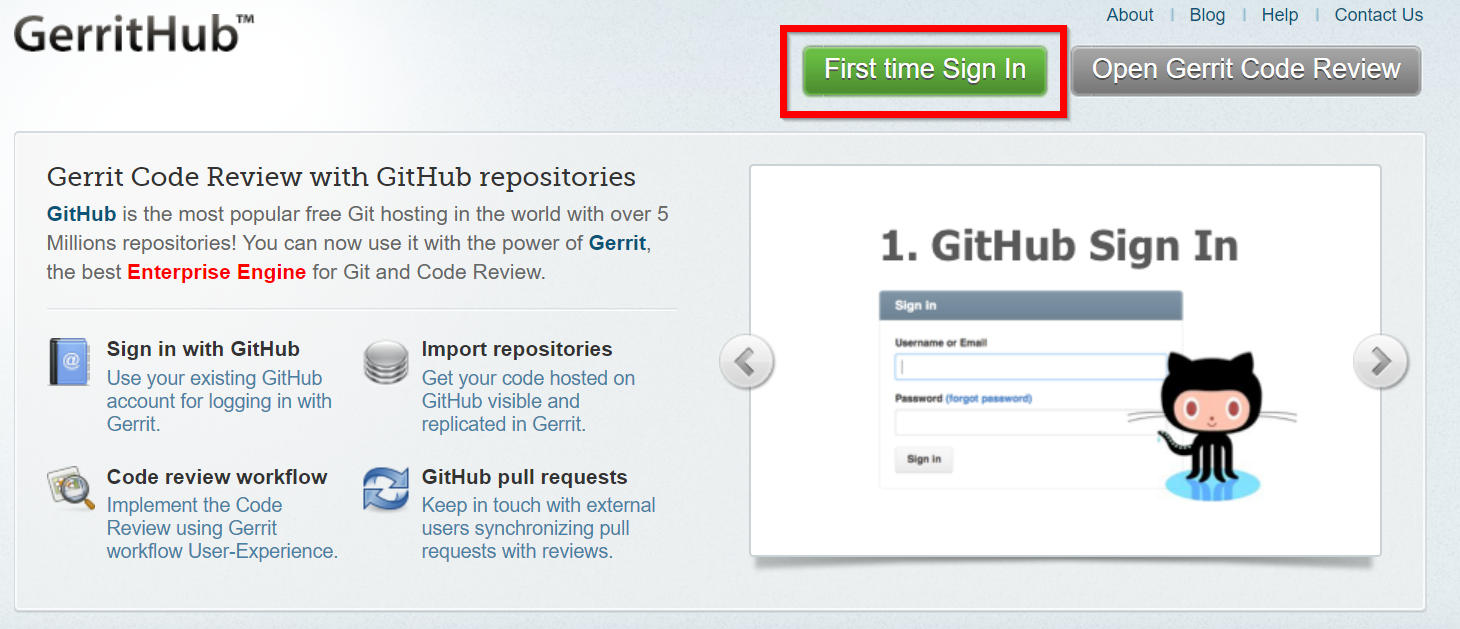 GerritHub™
About | Blog | Help | Contact Us
First time Sign In
Open Gerrit Code Review
Gerrit Code Review with GitHub repositories
GitHub is the most popular free Git hosting in the world with over 5
Millions repositories! You can now use it with the power of Gerrit,
the best Enterprise Engine for Git and Code Review.
Sign in with GitHub
Use your existing GitHub
account for logging in with
Gerrit.
Import repositories
Get your code hosted on
GitHub visible and
replicated in Gerrit.
Code review workflow
Implement the Code
Review using Gerrit
workflow User-Experience.
GitHub pull requests
Keep in touch with external
users synchronizing pull
requests with reviews.
1. GitHub Sign In
Sign in
Username or Email
Password (forgot password)
Sign in